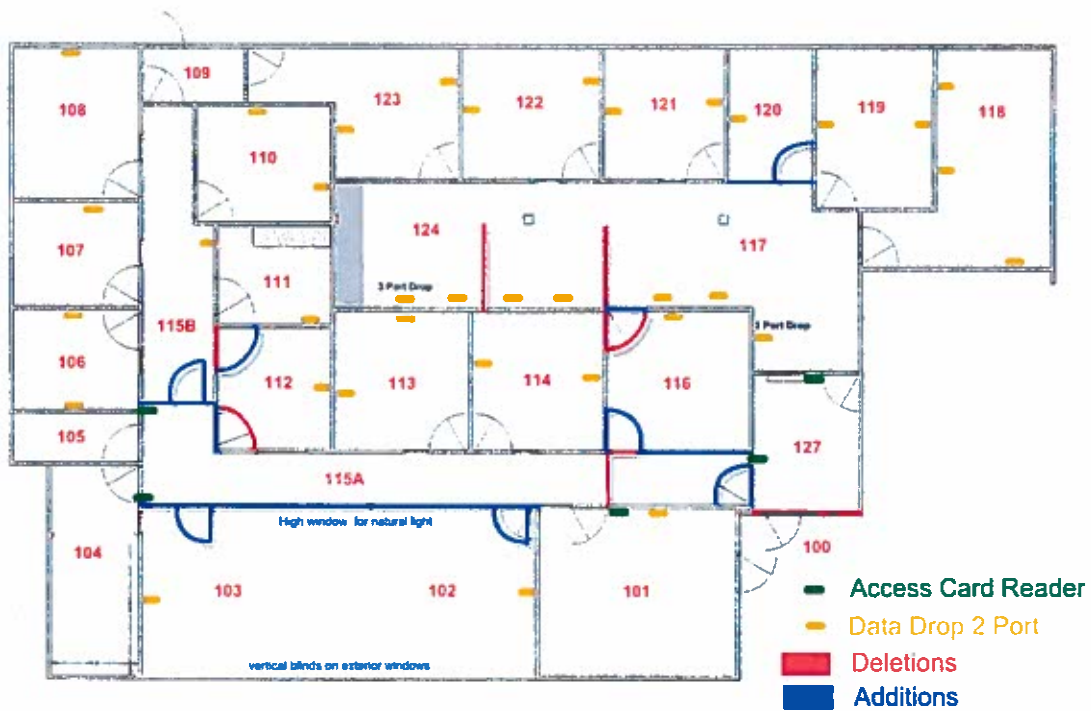 109
108
123
122
121
120
119
118
110
107
124
117
111
3 Port Drop
115B
3 Port Drop
106
112
113
114
116
105
127
115A
High window for natural light
104
100
103
102
101
Access Card Reader
Data Drop 2 Port
vertical blinds on exterior windows
Deletions
Additions